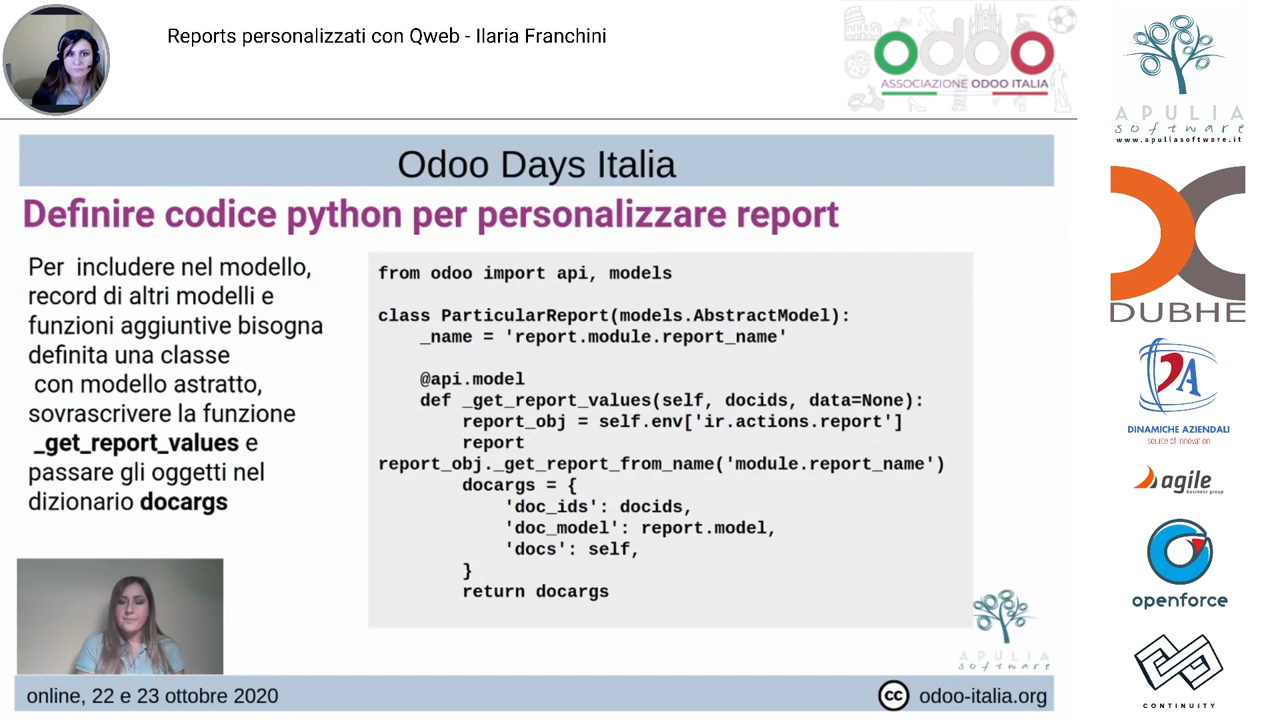 Reports personalizzati con Qweb - Ilaria Franchini
odoo
ASSOCIAZIONE ODOO ITALIA
APULIA
software
www.apuliasoftware.it
Odoo Days Italia
Definire codice python per personalizzare report
Per includere nel modello,
record di altri modelli e
funzioni aggiuntive bisogna
definita una classe
con modello astratto,
sovrascrivere la funzione
_get_report_values e
passare gli oggetti nel
dizionario docargs
from odoo import api, models
class ParticularReport(models.AbstractModel):
_name = 'report.module.report_name'
@api.model
def _get_report_values(self, docids, data=None):
report_obj = self.env['ir.actions.report']
report
report_obj._get_report_from_name('module.report_name')
docargs = {
'doc_ids': docids,
'doc_model': report.model,
'docs': self,
}
return docargs
APULIA
software
online, 22 e 23 ottobre 2020
cc odoo-italia.org
DUBHE
DINAMICHE AZIENDALI
source of innovation
agile
business group
openforce
CONTINUITY